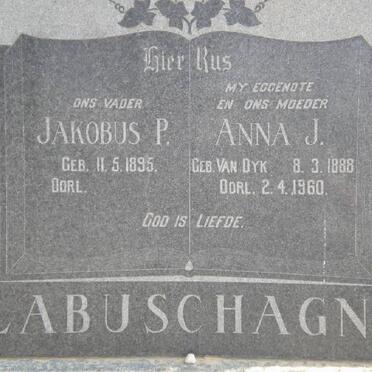 Hier Rus
ONS VADER
JAKOBUS P.
GEB. 11.5.1895.
OORL.
MY EGGENOTE
EN ONS MOEDER
ANNA J.
GEB. VAN DYK 8.3.1888
OORL. 2.4.1960.
GOD IS LIEFDE.
LABUSCHAGN